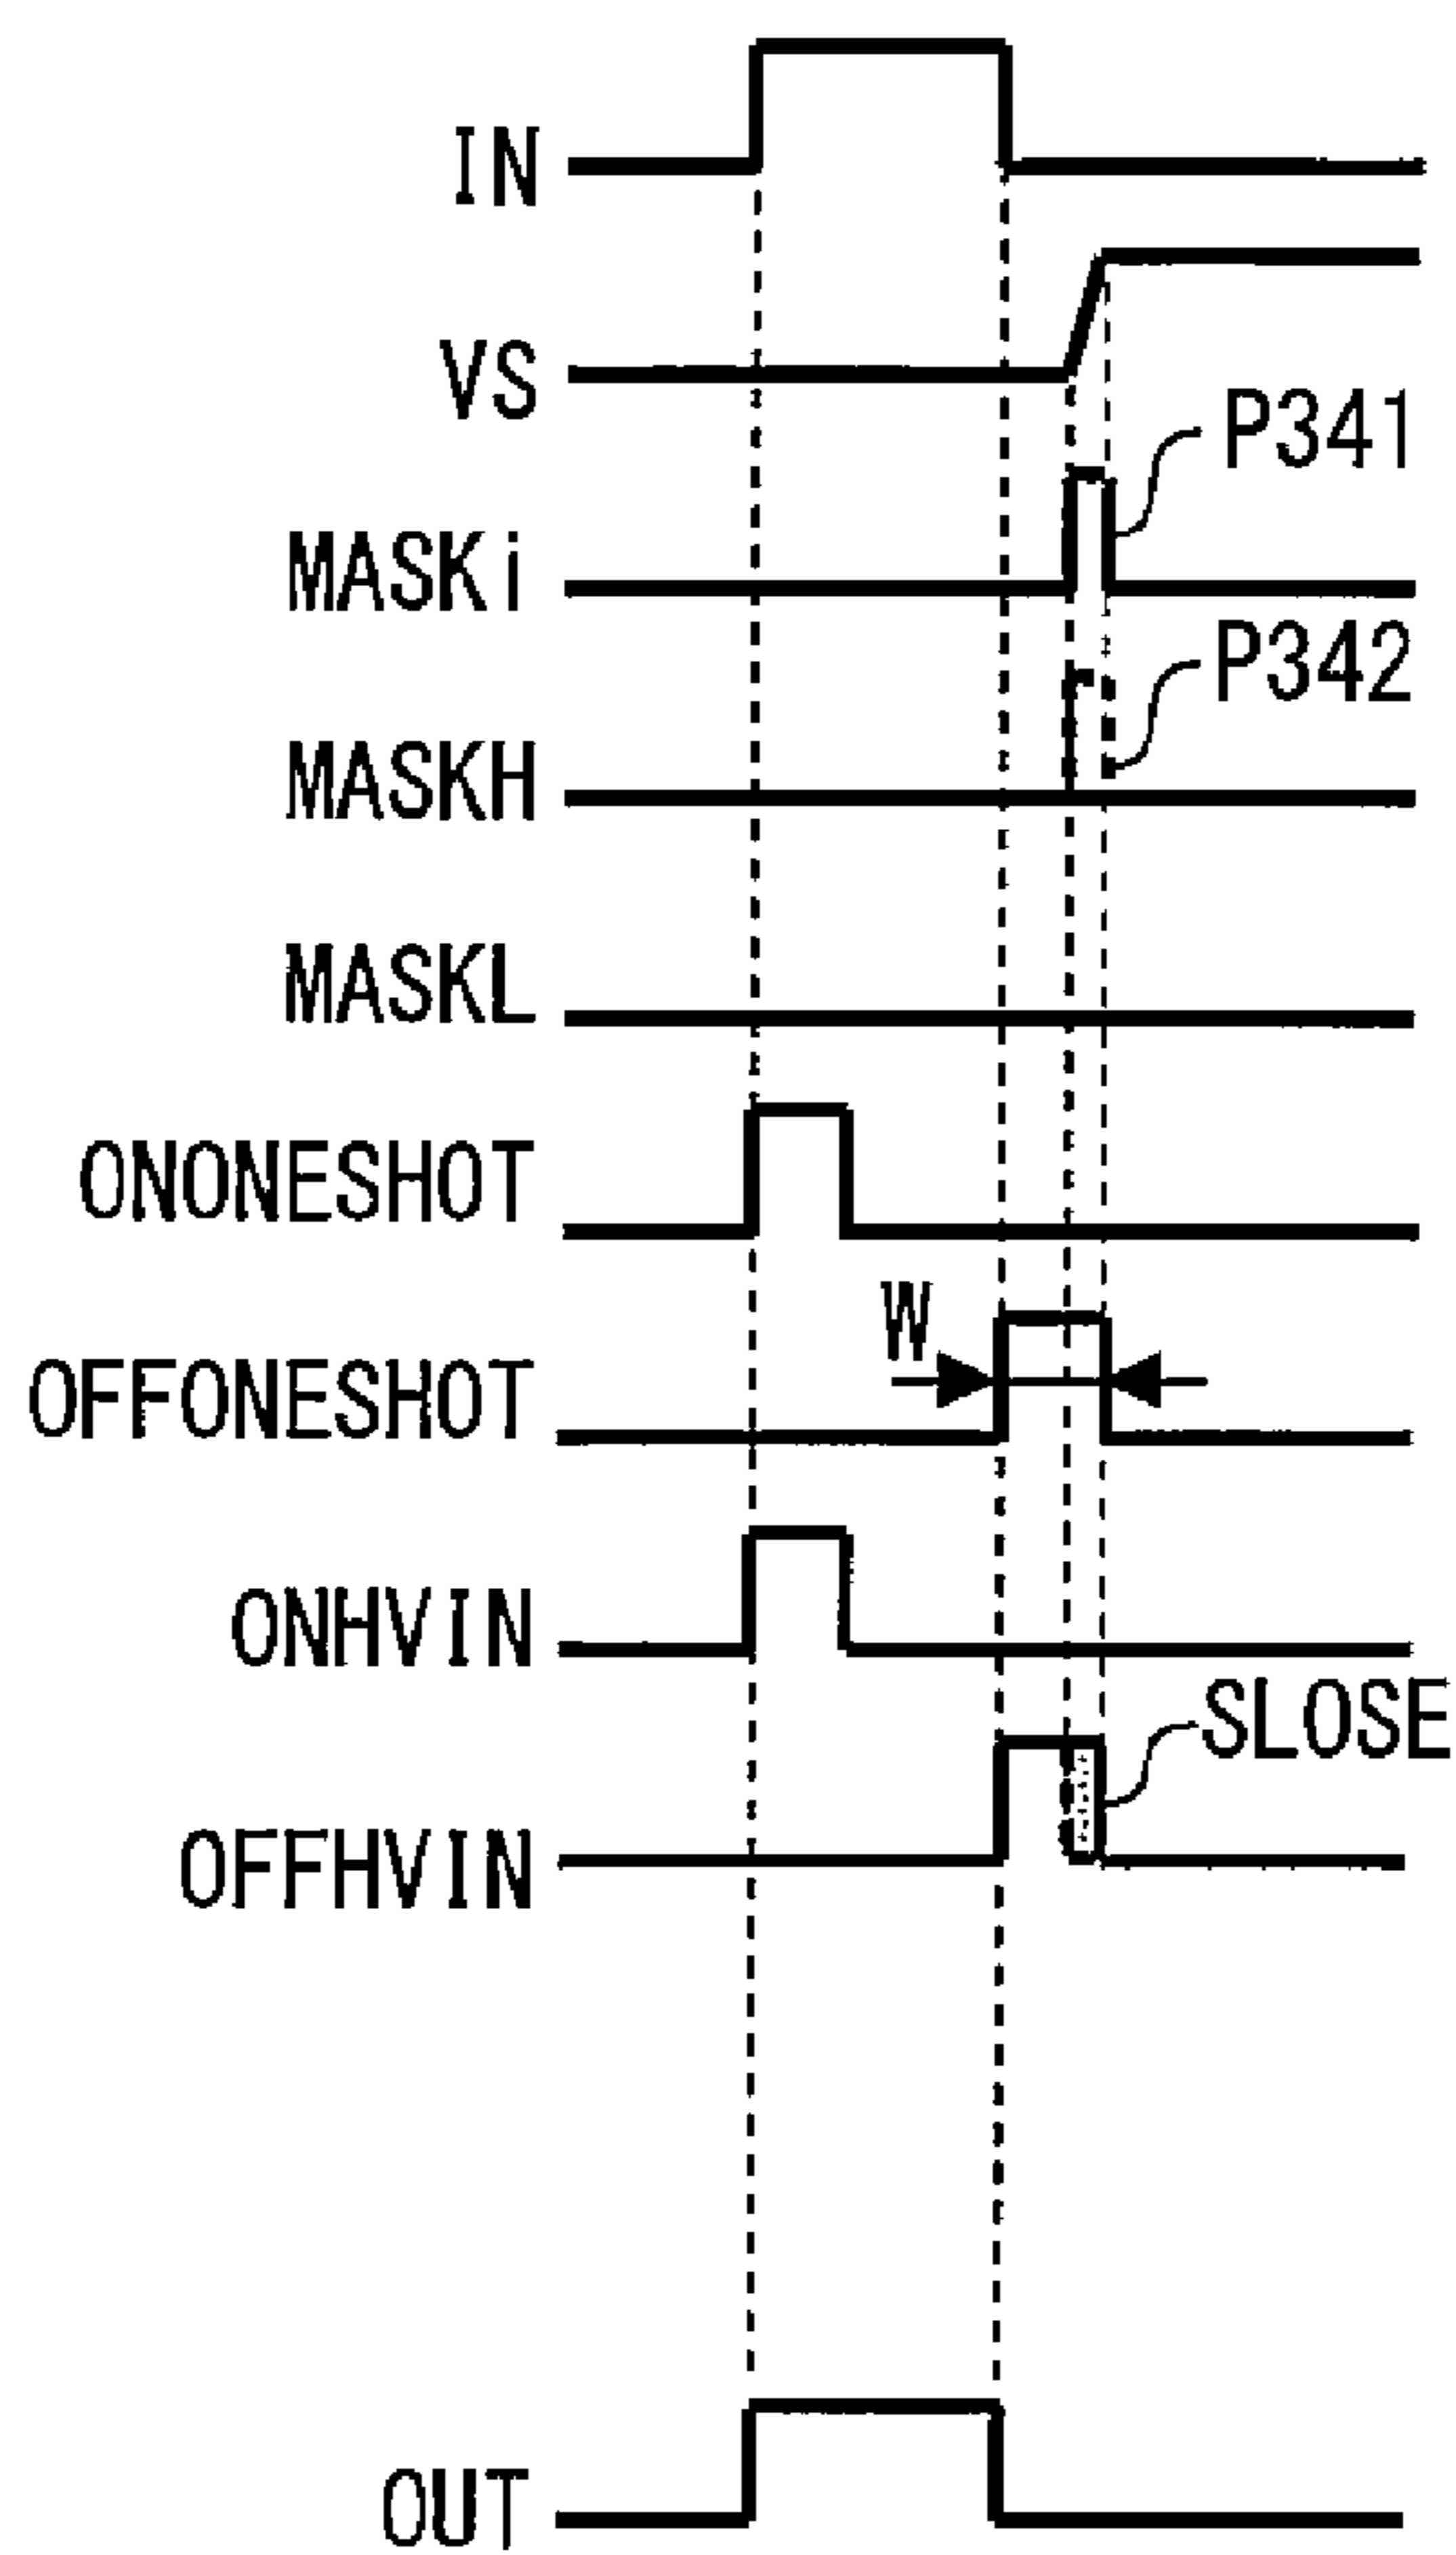 IN
VS
P341
MASKi
P342
MASKH
MASKL
ONONESHOT
W
OFFONESHOT
ONHVIN
SLOSE
OFFHVIN
OUT